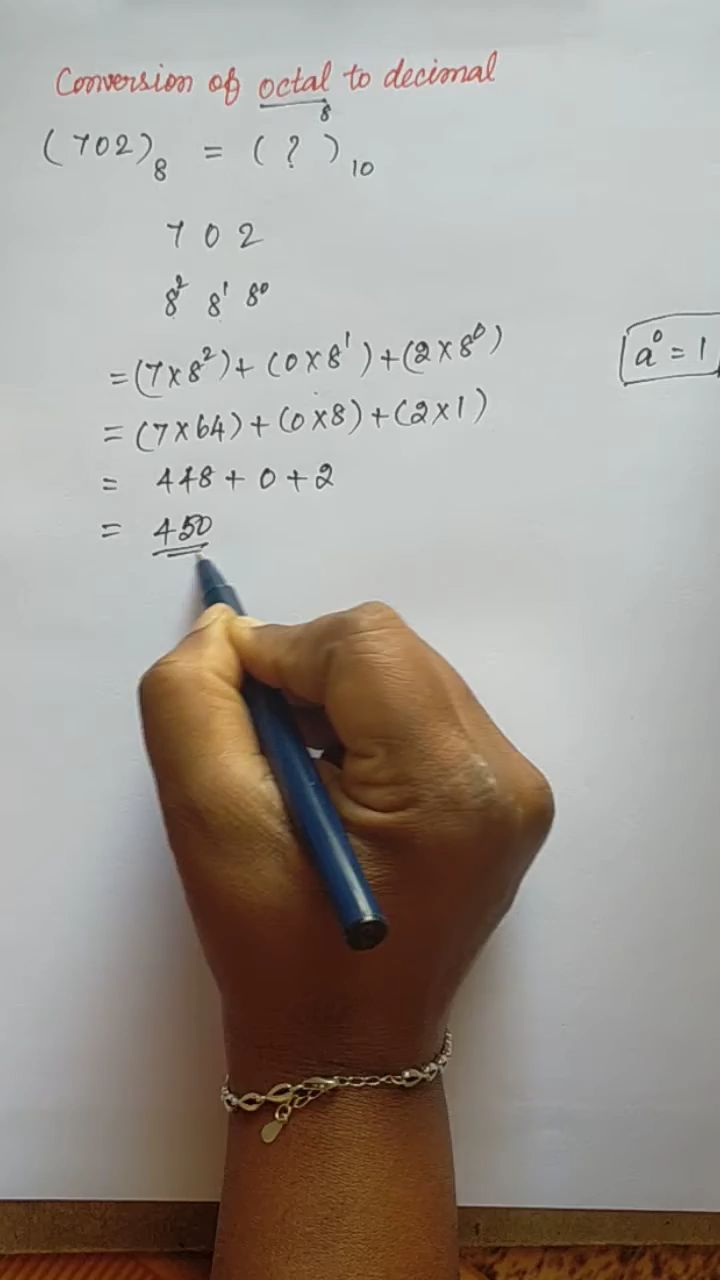 Conversion of octal to decimal
8
(702)₈ = ( ? )₁₀
7 0 2
8² 8¹ 8⁰
=(7×8²)+(0×8¹)+(2×8⁰)
a⁰=1
=(7×64)+(0×8)+(2×1)
= 448+0+2
= 450